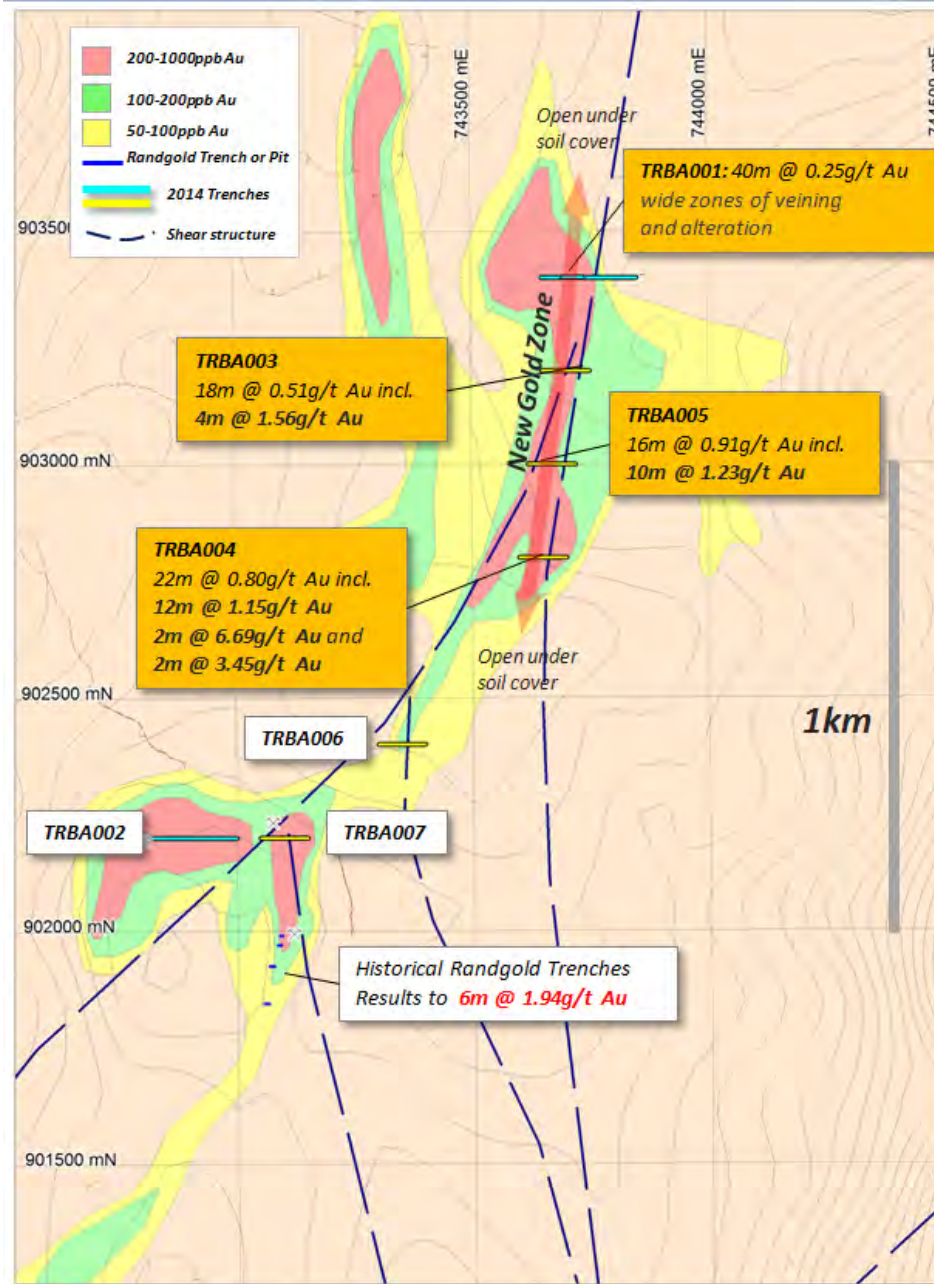 200-1000ppb Au
100-200ppb Au
50-100ppb Au
Randgold Trench or Pit
2014 Trenches
Shear structure
743500 mE
744000 mE
Open under
soil cover
TRBA001: 40m @ 0.25g/t Au
wide zones of veining
and alteration
New Gold Zone
TRBA003
18m @ 0.51g/t Au incl.
4m @ 1.56g/t Au
TRBA005
16m @ 0.91g/t Au incl.
10m @ 1.23g/t Au
903000 mN
TRBA004
22m @ 0.80g/t Au incl.
12m @ 1.15g/t Au
2m @ 6.69g/t Au and
2m @ 3.45g/t Au
Open under
soil cover
902500 mN
1km
TRBA006
TRBA002
TRBA007
902000 mN
Historical Randgold Trenches
Results to 6m @ 1.94g/t Au
901500 mN